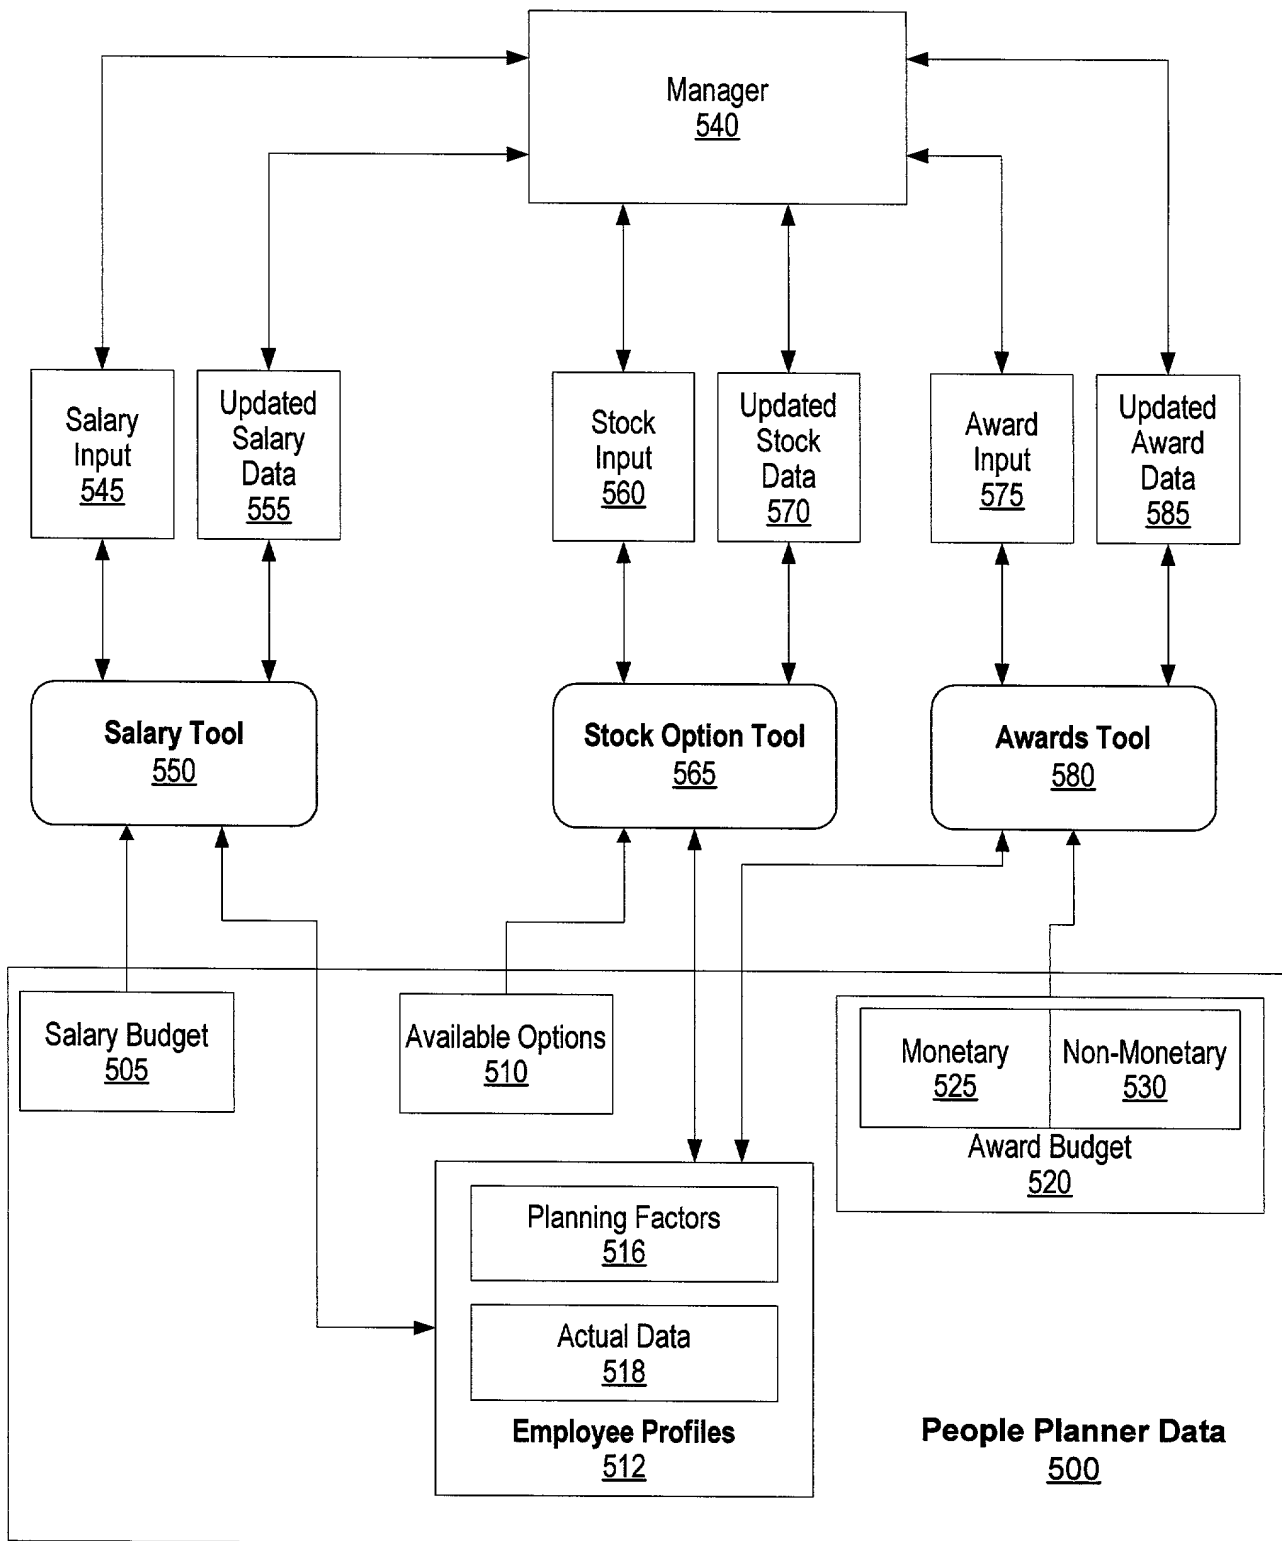 Manager
540
Salary
Input
545
Updated
Salary
Data
555
Stock
Input
560
Updated
Stock
Data
570
Award
Input
575
Updated
Award
Data
585
Salary Tool
550
Stock Option Tool
565
Awards Tool
580
Salary Budget
505
Available Options
510
Monetary
525
Non-Monetary
530
Award Budget
520
Planning Factors
516
Actual Data
518
Employee Profiles
512
People Planner Data
500